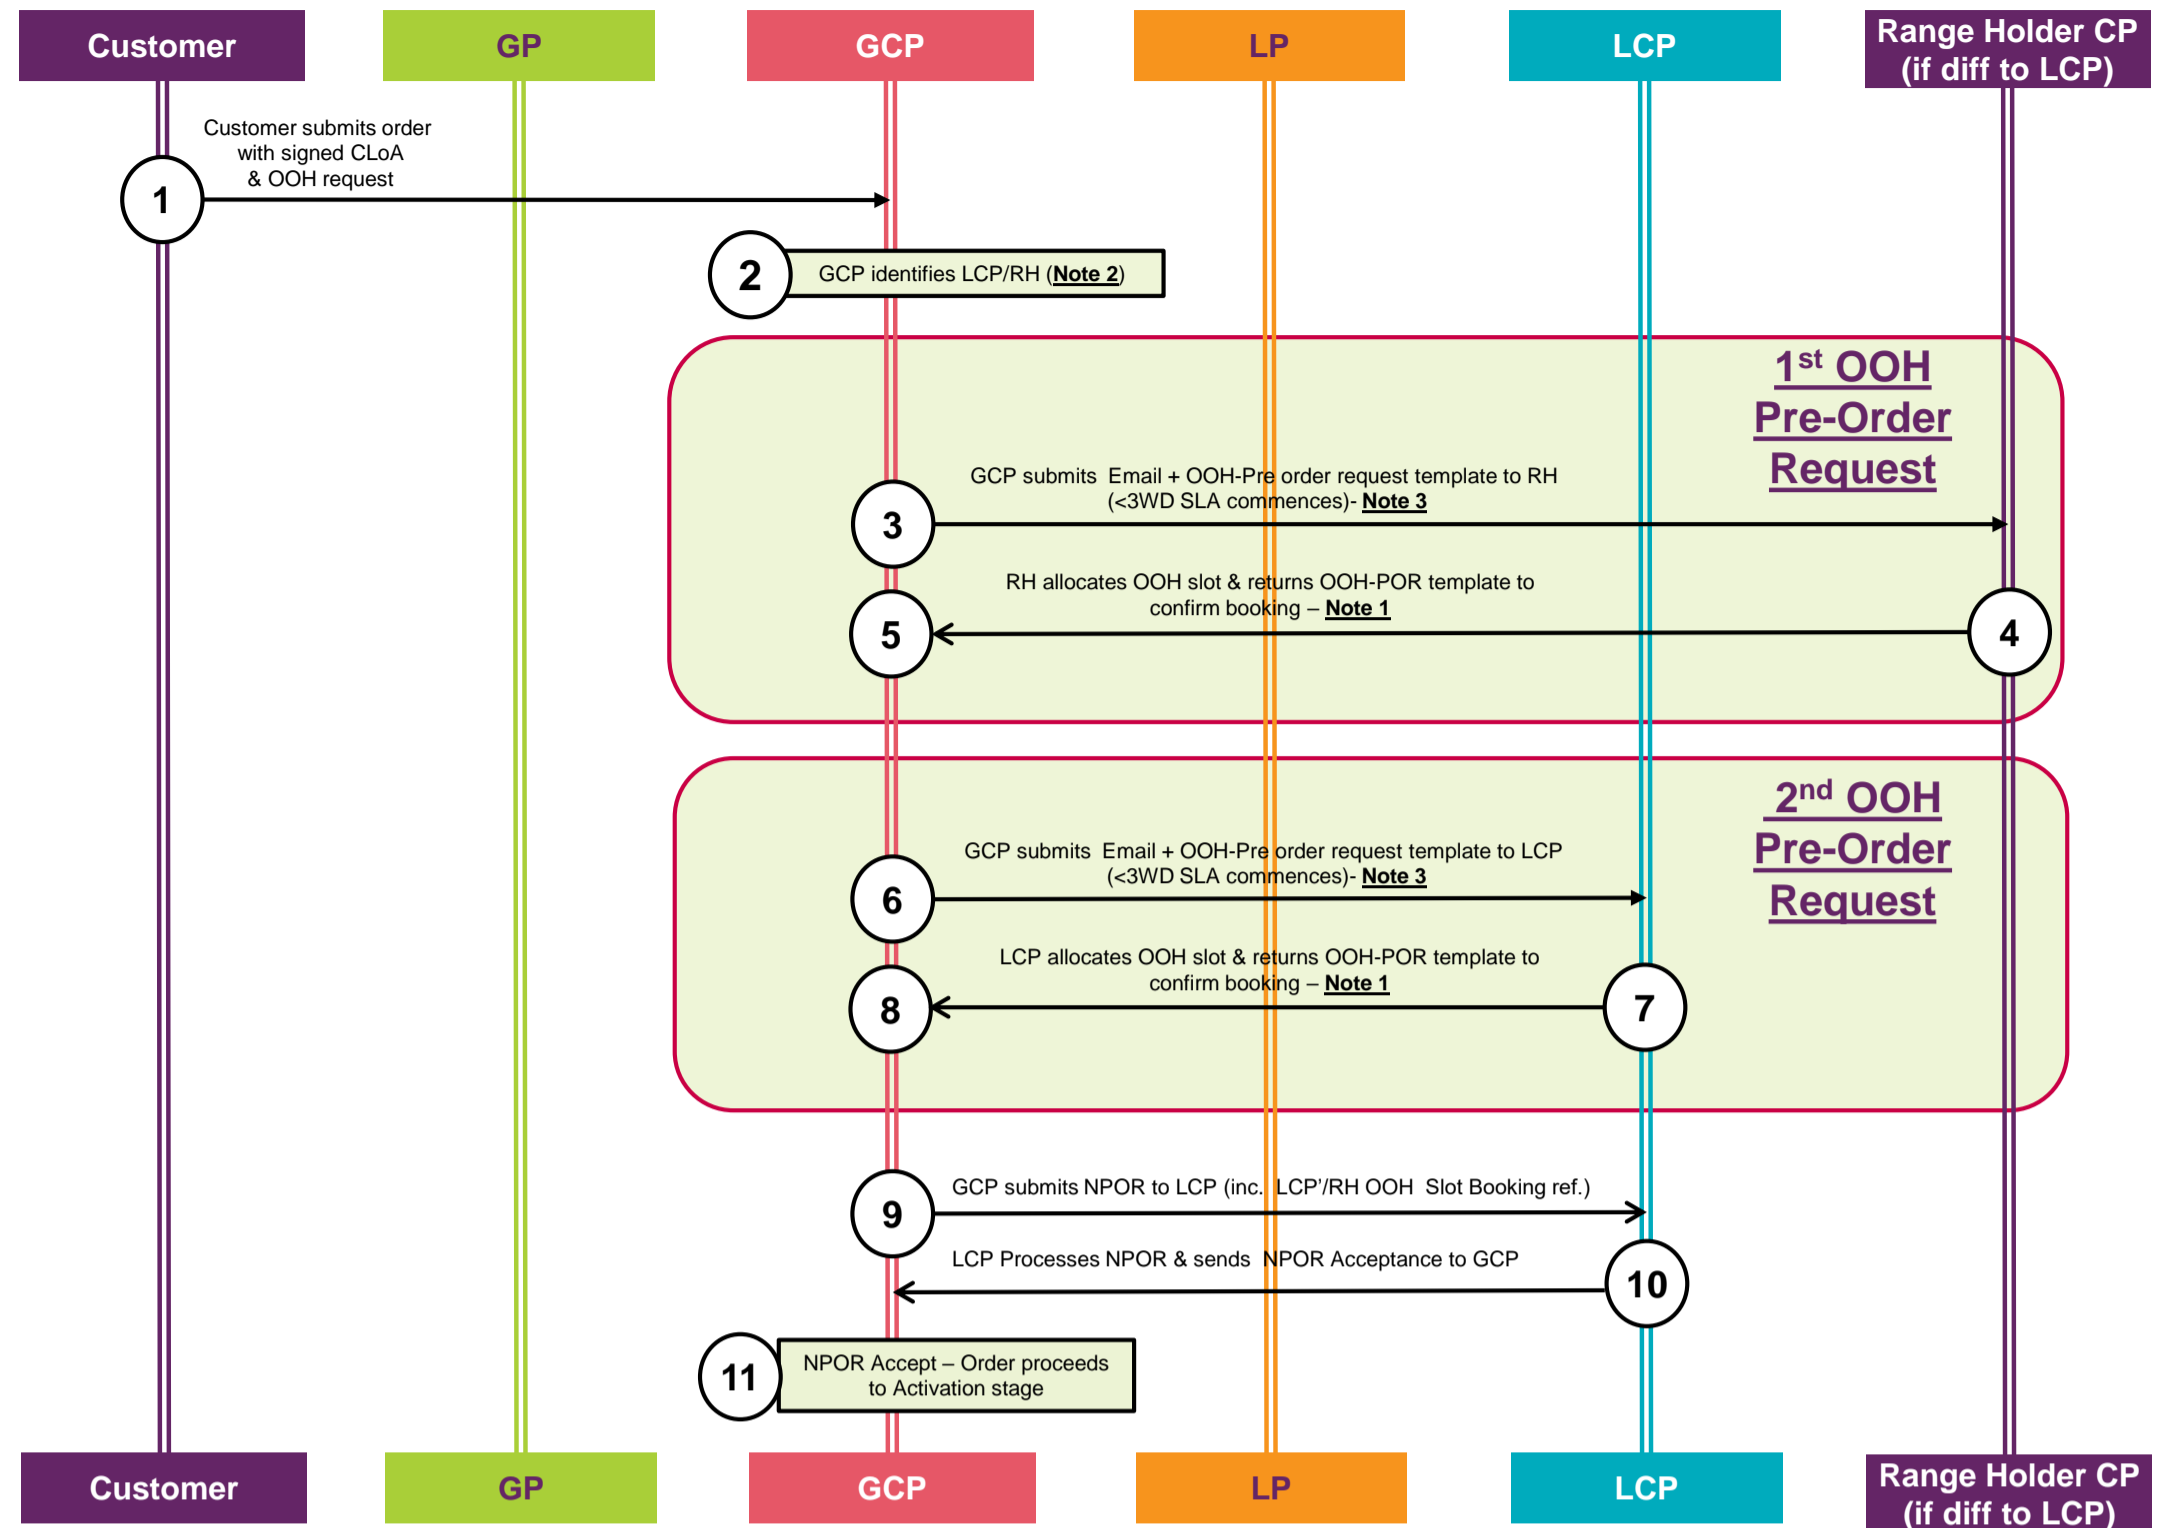 Customer
GP
GCP
LP
LCP
Range Holder CP
(if diff to LCP)
Customer submits order
with signed CLoA
& OOH request
1
2
GCP identifies LCP/RH (Note 2)
1st OOH
Pre-Order
Request
GCP submits  Email + OOH-Pre order request template to RH
(<3WD SLA commences)- Note 3
3
RH allocates OOH slot & returns OOH-POR template to
confirm booking – Note 1
5
4
2nd OOH
Pre-Order
Request
GCP submits  Email + OOH-Pre order request template to LCP
(<3WD SLA commences)- Note 3
6
LCP allocates OOH slot & returns OOH-POR template to
confirm booking – Note 1
8
7
GCP submits NPOR to LCP (inc.  LCP'/RH OOH  Slot Booking ref.)
9
LCP Processes NPOR & sends  NPOR Acceptance to GCP
10
11
NPOR Accept – Order proceeds
to Activation stage
Customer
GP
GCP
LP
LCP
Range Holder CP
(if diff to LCP)